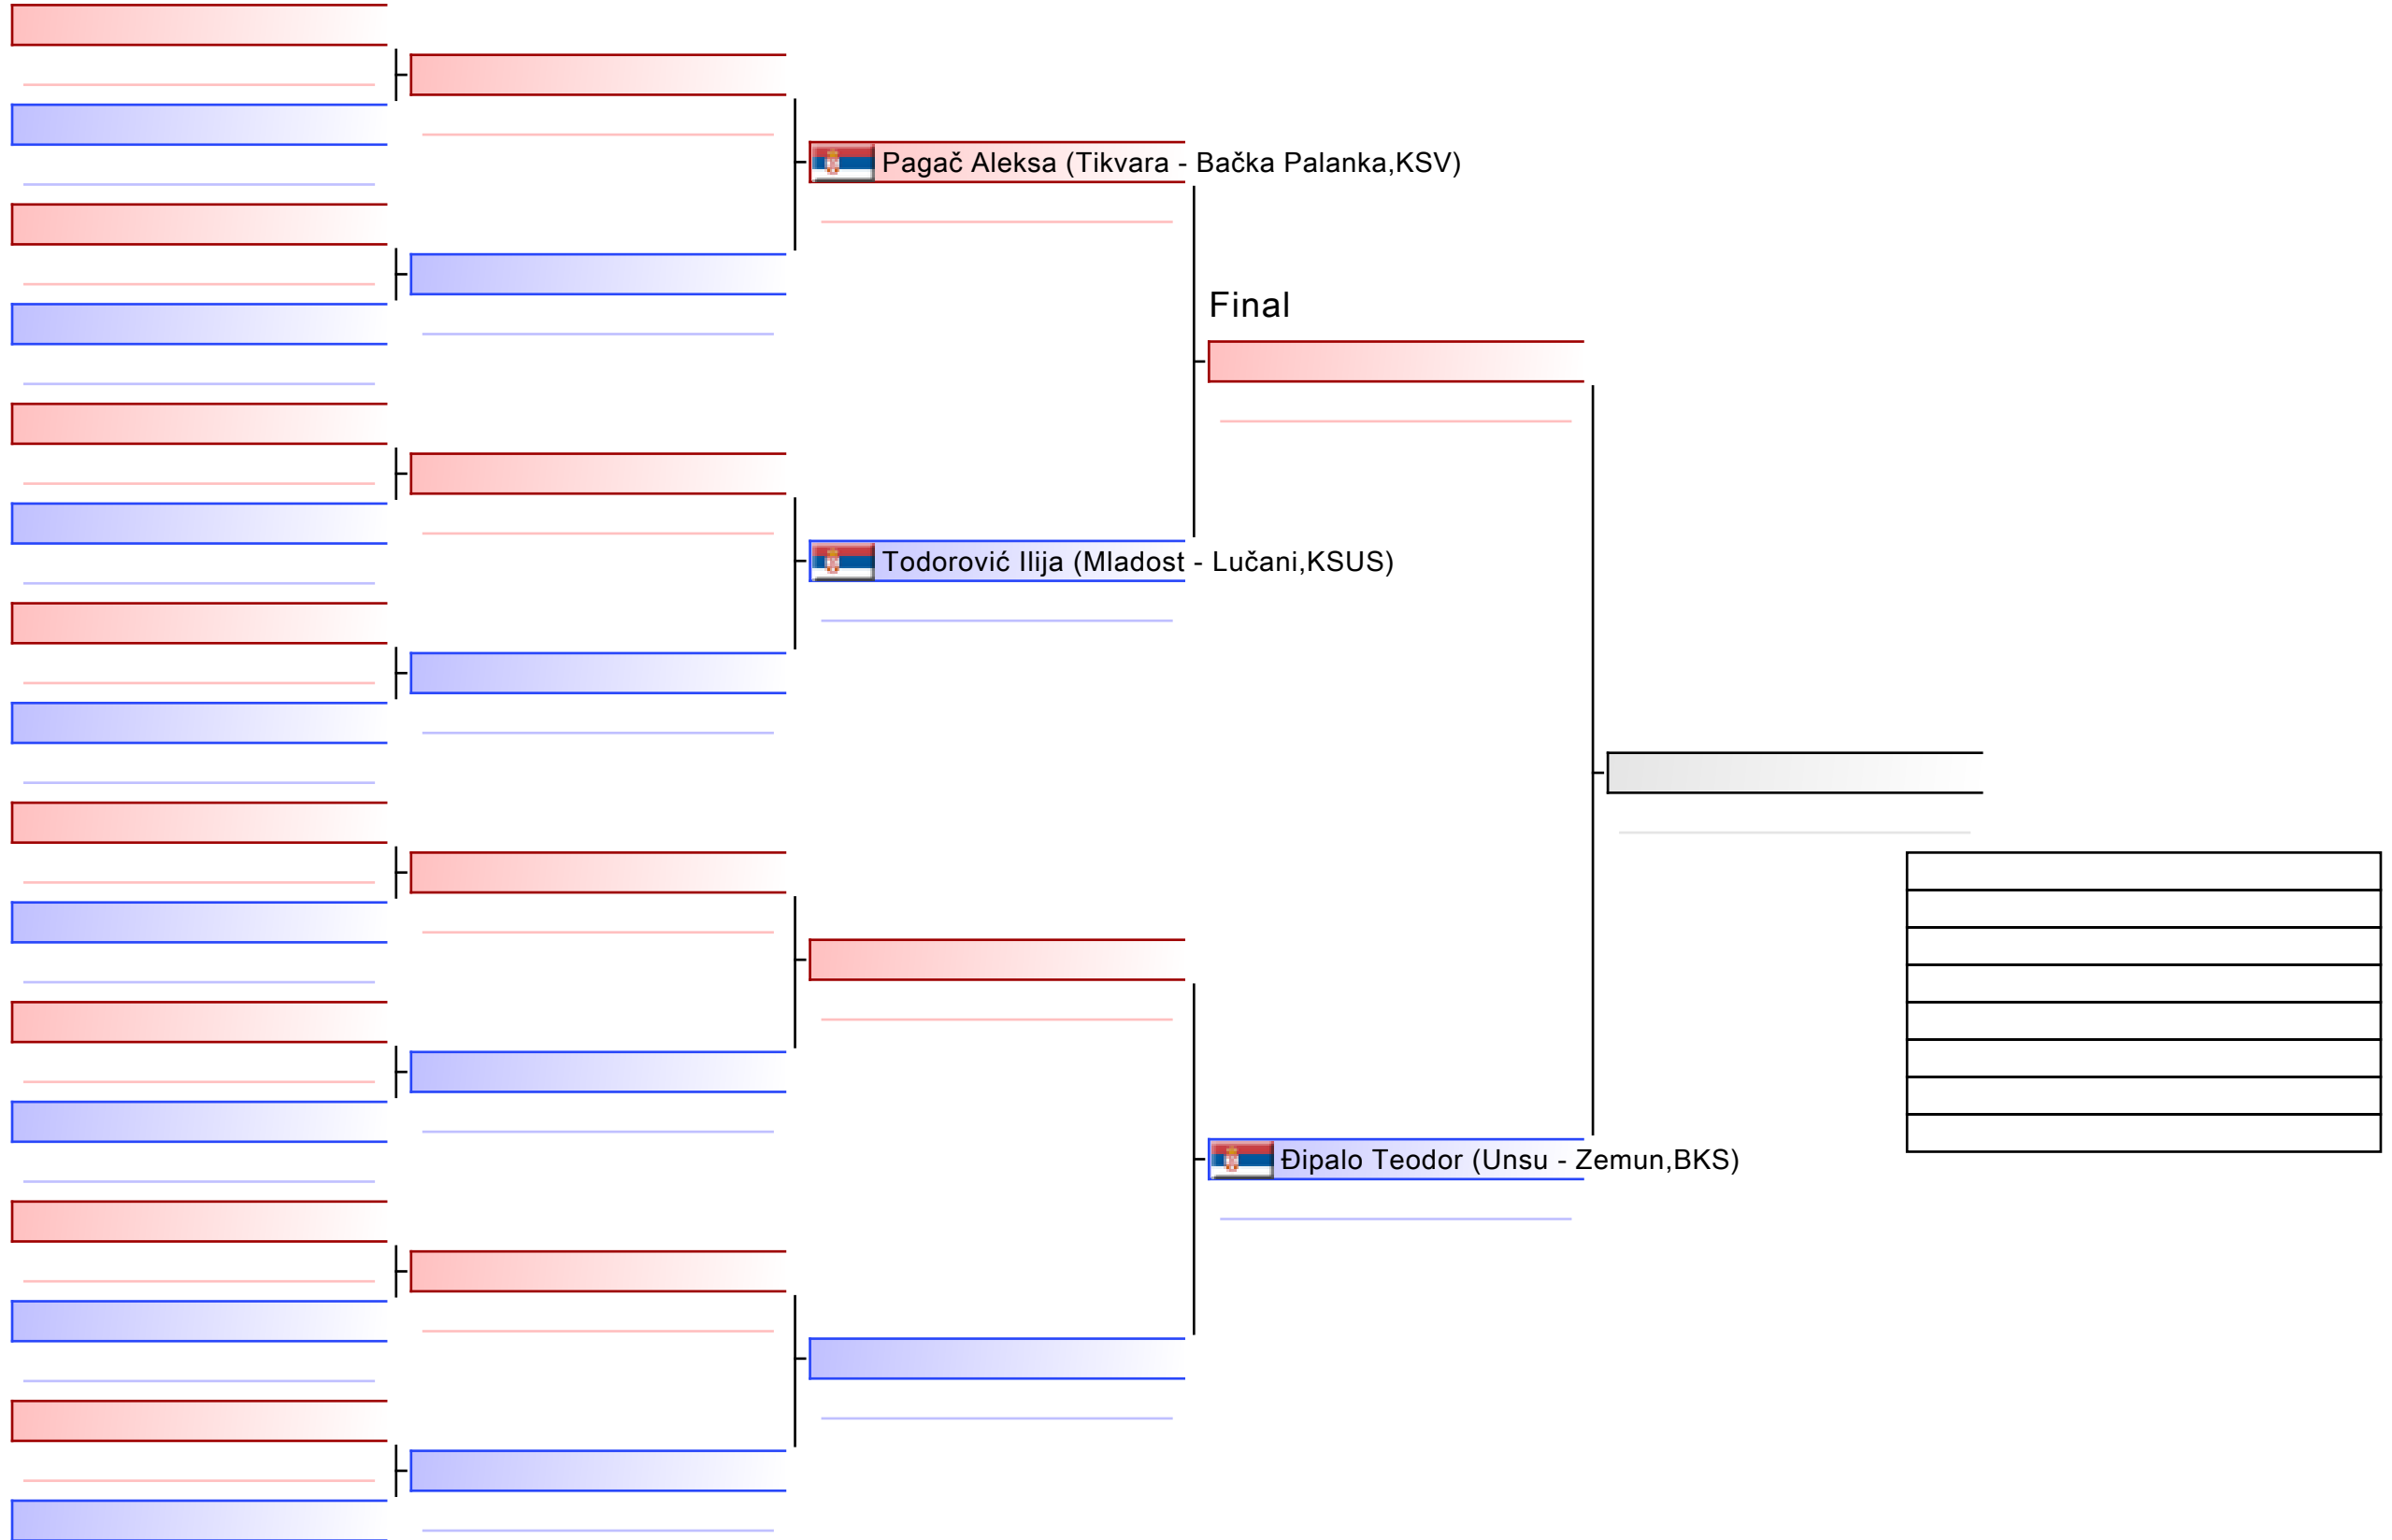 Pagač Aleksa (Tikvara - Bačka Palanka,KSV)
Final
Todorović Ilija (Mladost - Lučani,KSUS)
Đipalo Teodor (Unsu - Zemun,BKS)